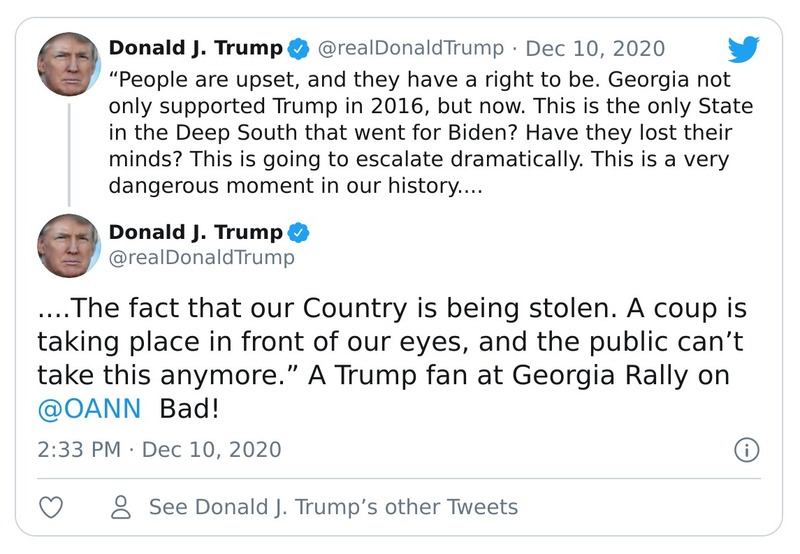 Donald J. Trump @realDonaldTrump · Dec 10, 2020
“People are upset, and they have a right to be. Georgia not
only supported Trump in 2016, but now. This is the only State
in the Deep South that went for Biden? Have they lost their
minds? This is going to escalate dramatically. This is a very
dangerous moment in our history....
Donald J. Trump
@realDonaldTrump
....The fact that our Country is being stolen. A coup is
taking place in front of our eyes, and the public can’t
take this anymore.” A Trump fan at Georgia Rally on
@OANN  Bad!
2:33 PM · Dec 10, 2020
See Donald J. Trump’s other Tweets